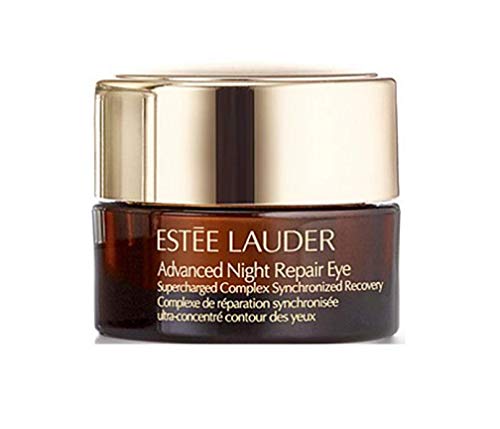 ESTĒE LAUDER
Advanced Night Repair Eye
Supercharged Complex Synchronized Recovery
Complexe de réparation synchronisée
ultra-concentré contour des yeux